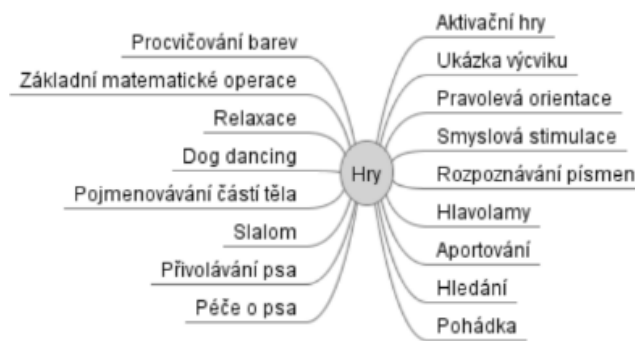 Procvičování barev
Základní matematické operace
Relaxace
Dog dancing
Pojmenovávání částí těla
Slalom
Přivolávání psa
Péče o psa
Hry
Aktivační hry
Ukázka výcviku
Pravolevá orientace
Smyslová stimulace
Rozpoznávání písmen
Hlavolamy
Aportování
Hledání
Pohádka